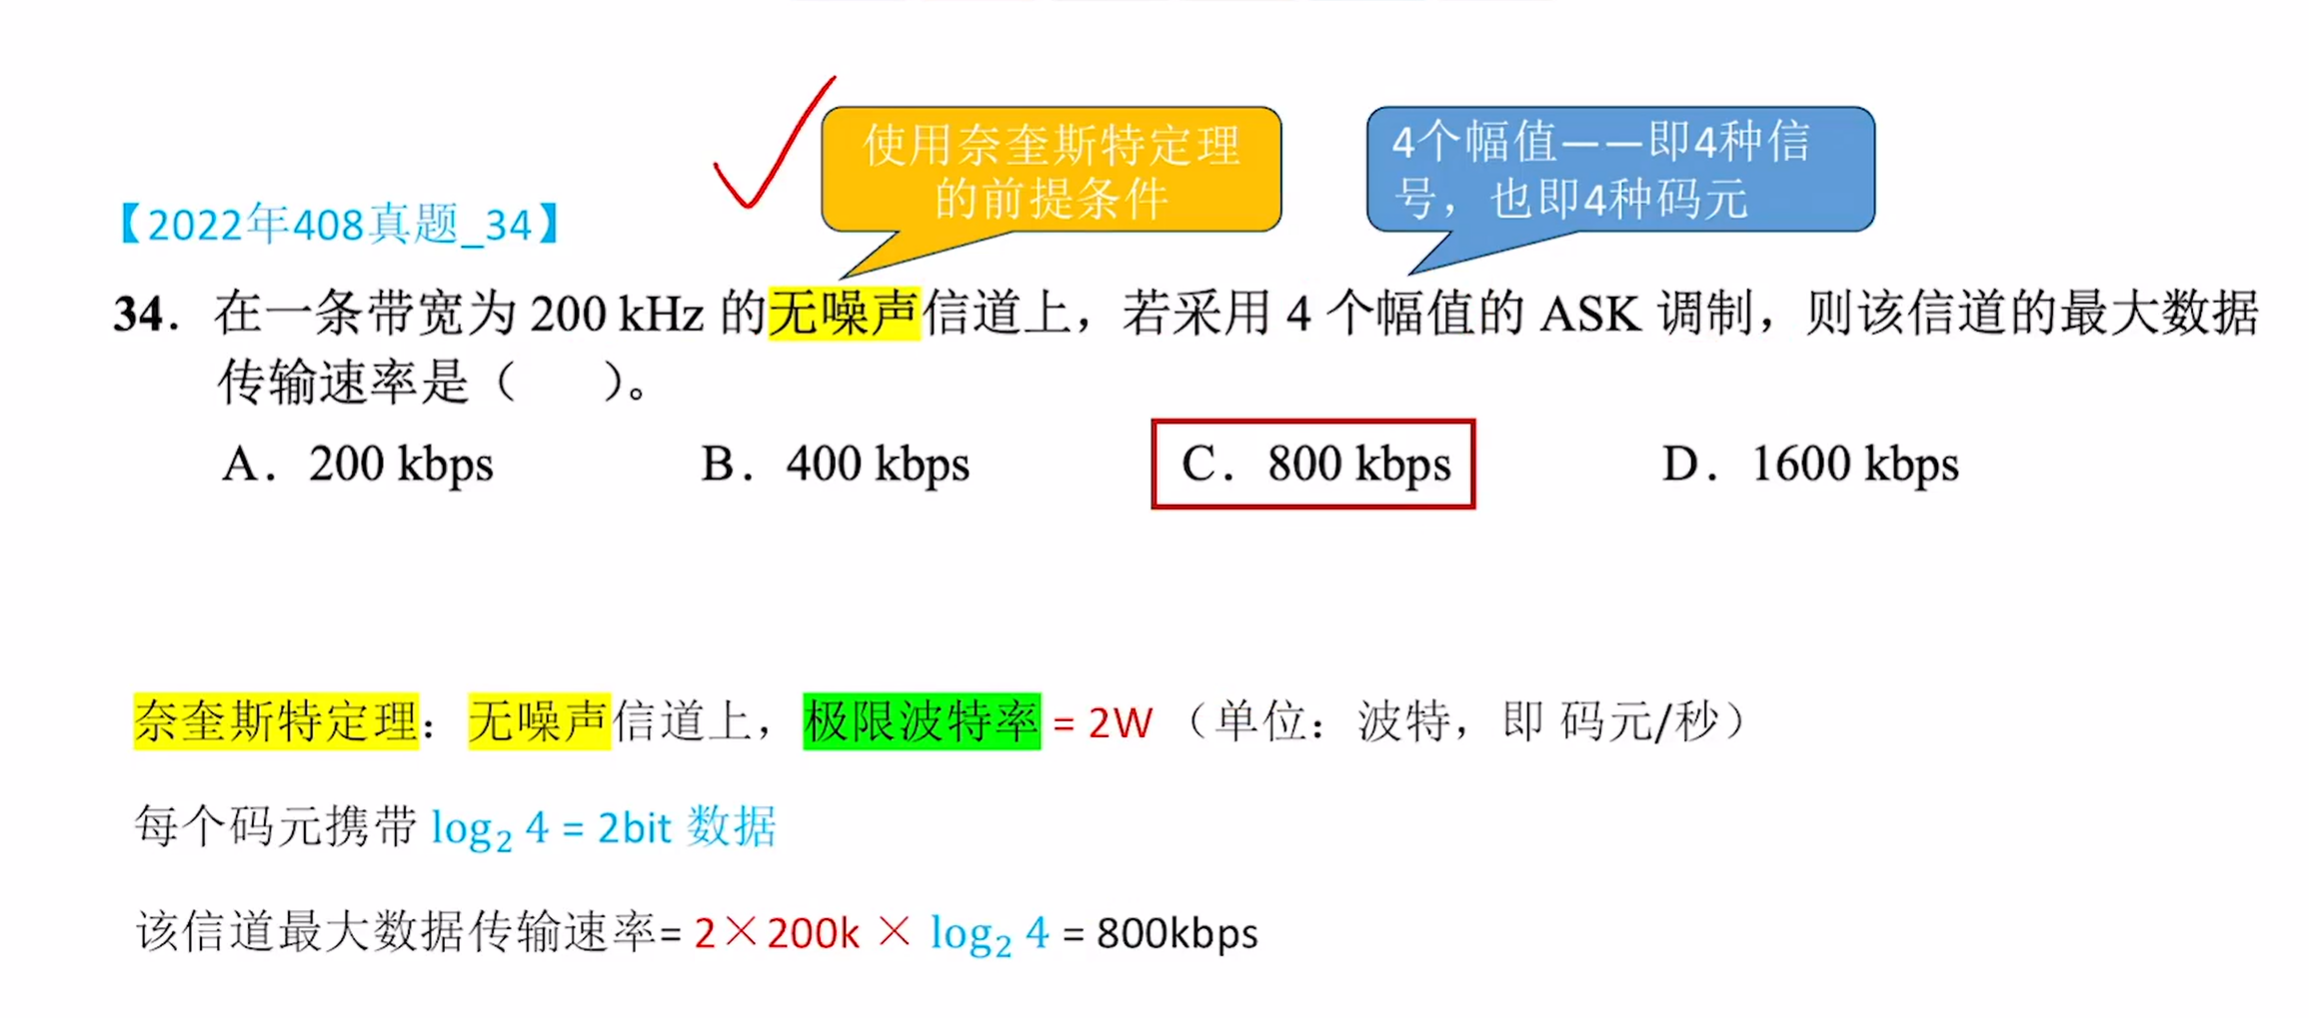 使用奈奎斯特定理
的前提条件
4个幅值——即4种信
号，也即4种码元
【2022年408真题_34】
34．在一条带宽为 200 kHz 的无噪声信道上，若采用 4 个幅值的 ASK 调制，则该信道的最大数据
传输速率是（ ）。
A．200 kbps B．400 kbps C．800 kbps D．1600 kbps
奈奎斯特定理：无噪声信道上，极限波特率 = 2W （单位：波特，即 码元/秒）
每个码元携带 log₂ 4 = 2bit 数据
该信道最大数据传输速率= 2×200k × log₂ 4 = 800kbps